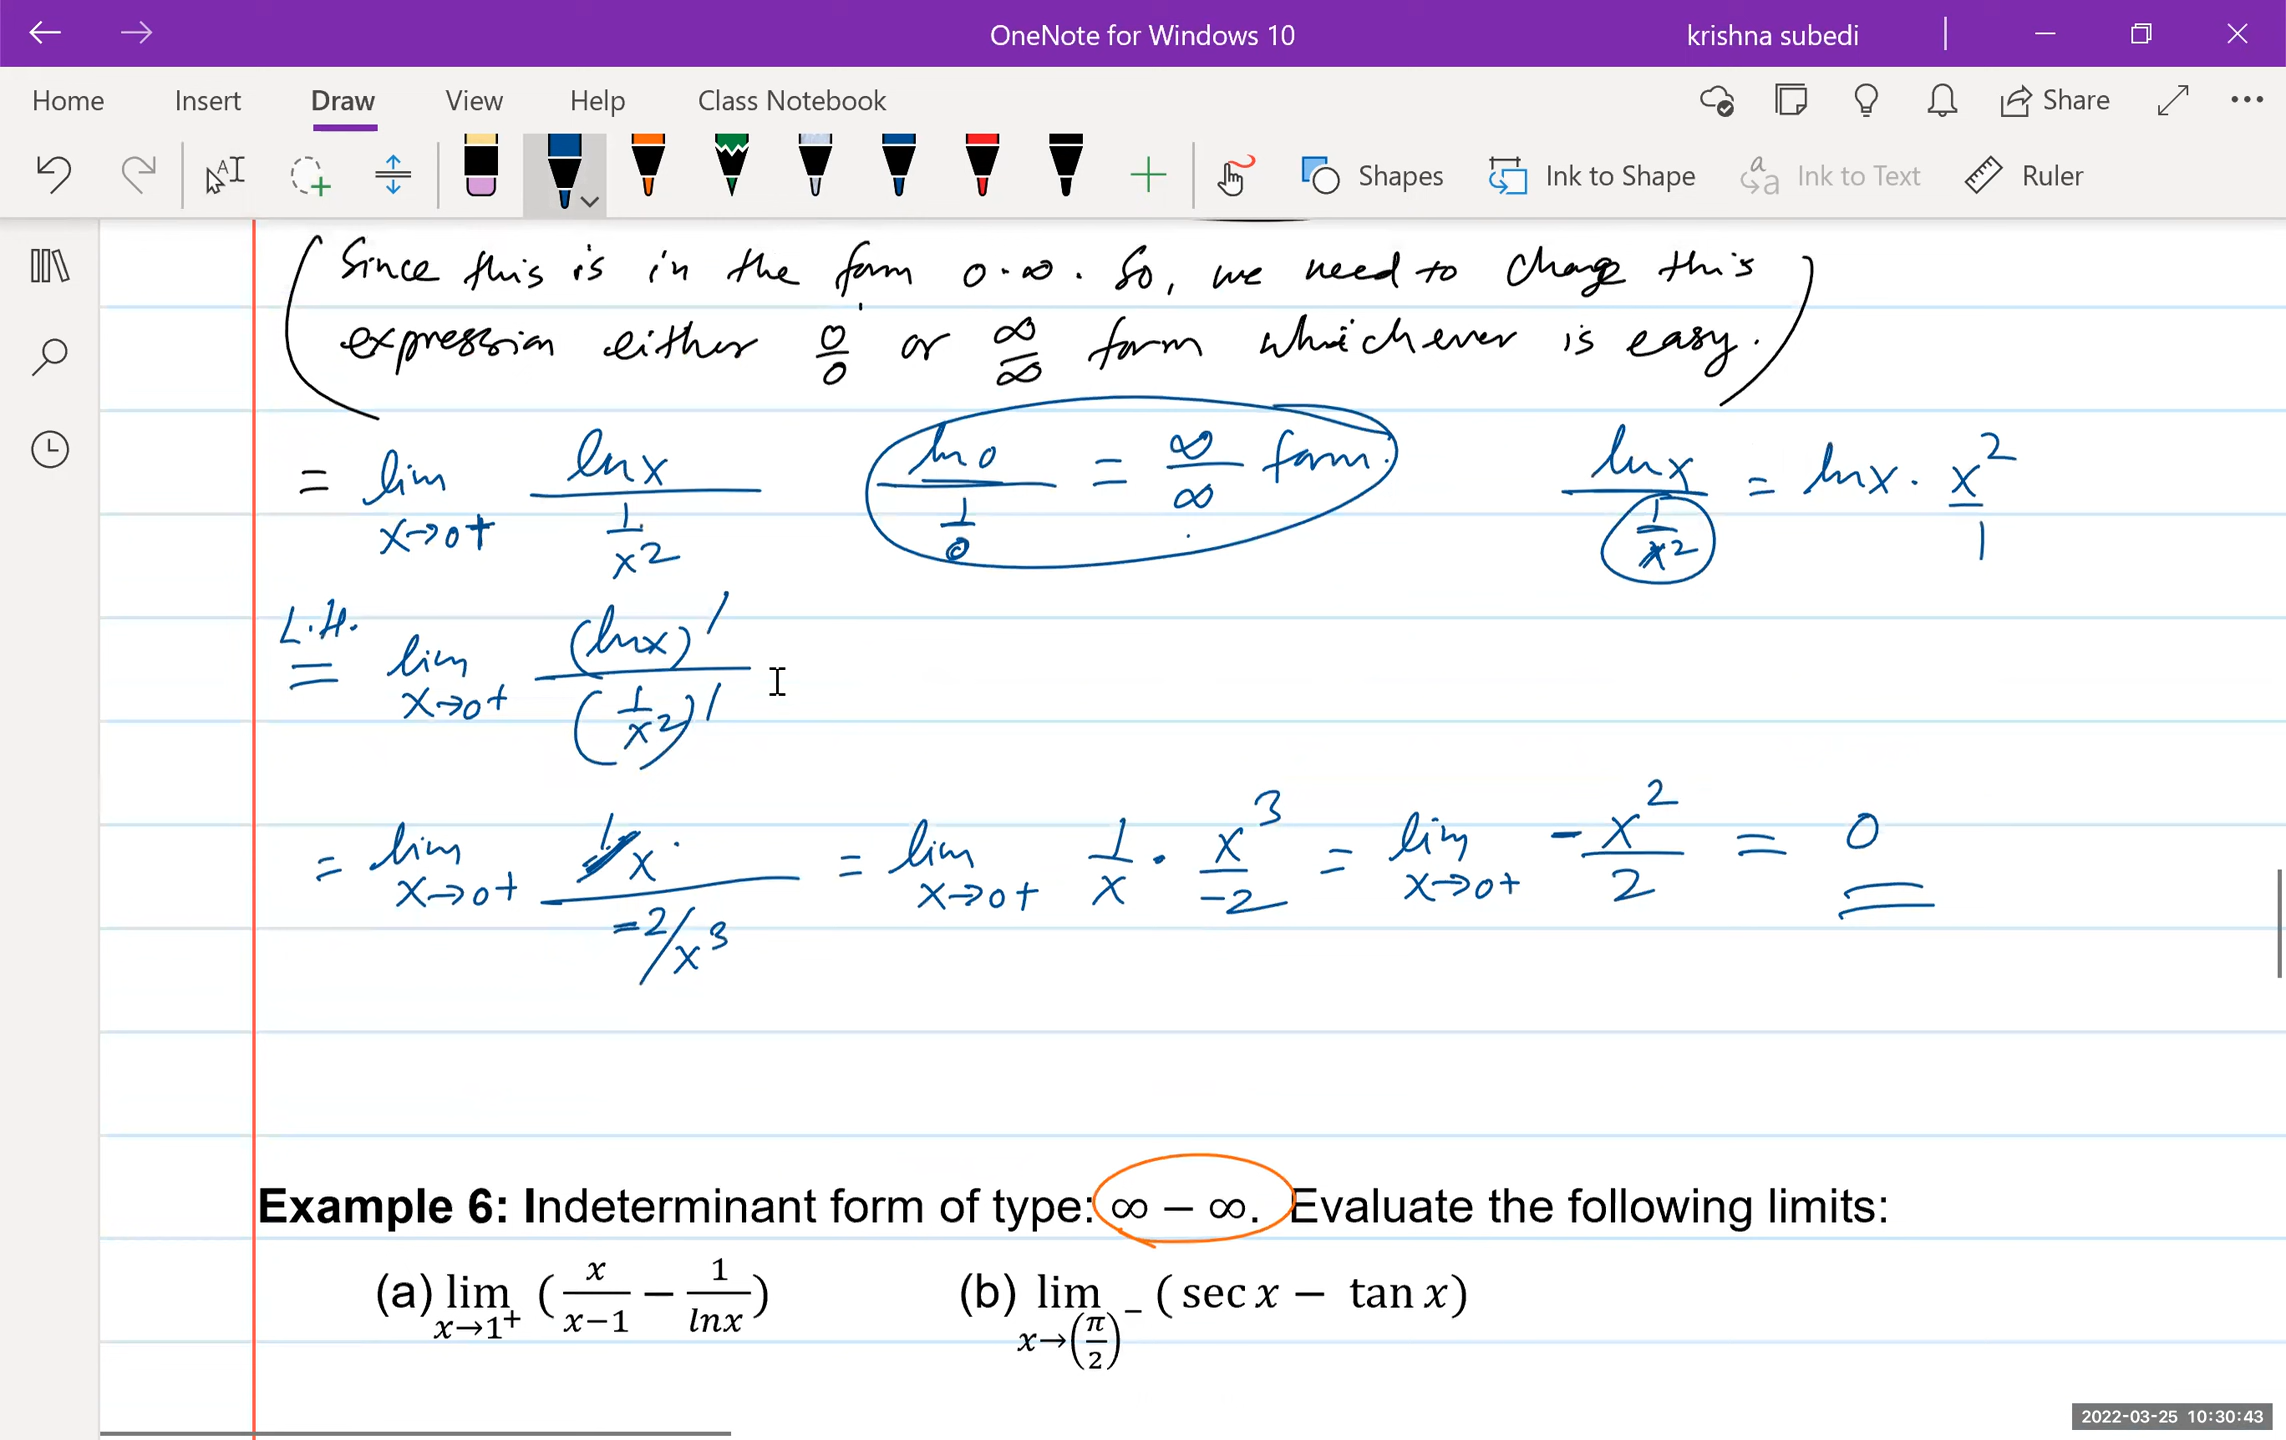 OneNote for Windows 10 krishna subedi
Home Insert Draw View Help Class Notebook Share
Shapes Ink to Shape Ink to Text Ruler
(Since this is in the form 0·∞. So, we need to change this
expression either 0/0 or ∞/∞ form whichever is easy.)
= lim x→0+ lnx / (1/x²) ln0 / (1/0) = ∞/∞ form. lnx / (1/x²) = lnx · x²/1
L.H. = lim x→0+ (lnx)' / (1/x²)'
= lim x→0+ (1/x) / (-2/x³) = lim x→0+ 1/x · x³/-2 = lim x→0+ -x²/2 = 0
Example 6: Indeterminant form of type: ∞ − ∞. Evaluate the following limits:
(a) lim x→1⁺ (x/(x−1) − 1/lnx) (b) lim x→(π/2)⁻ (sec x − tan x)
2022-03-25 10:30:43